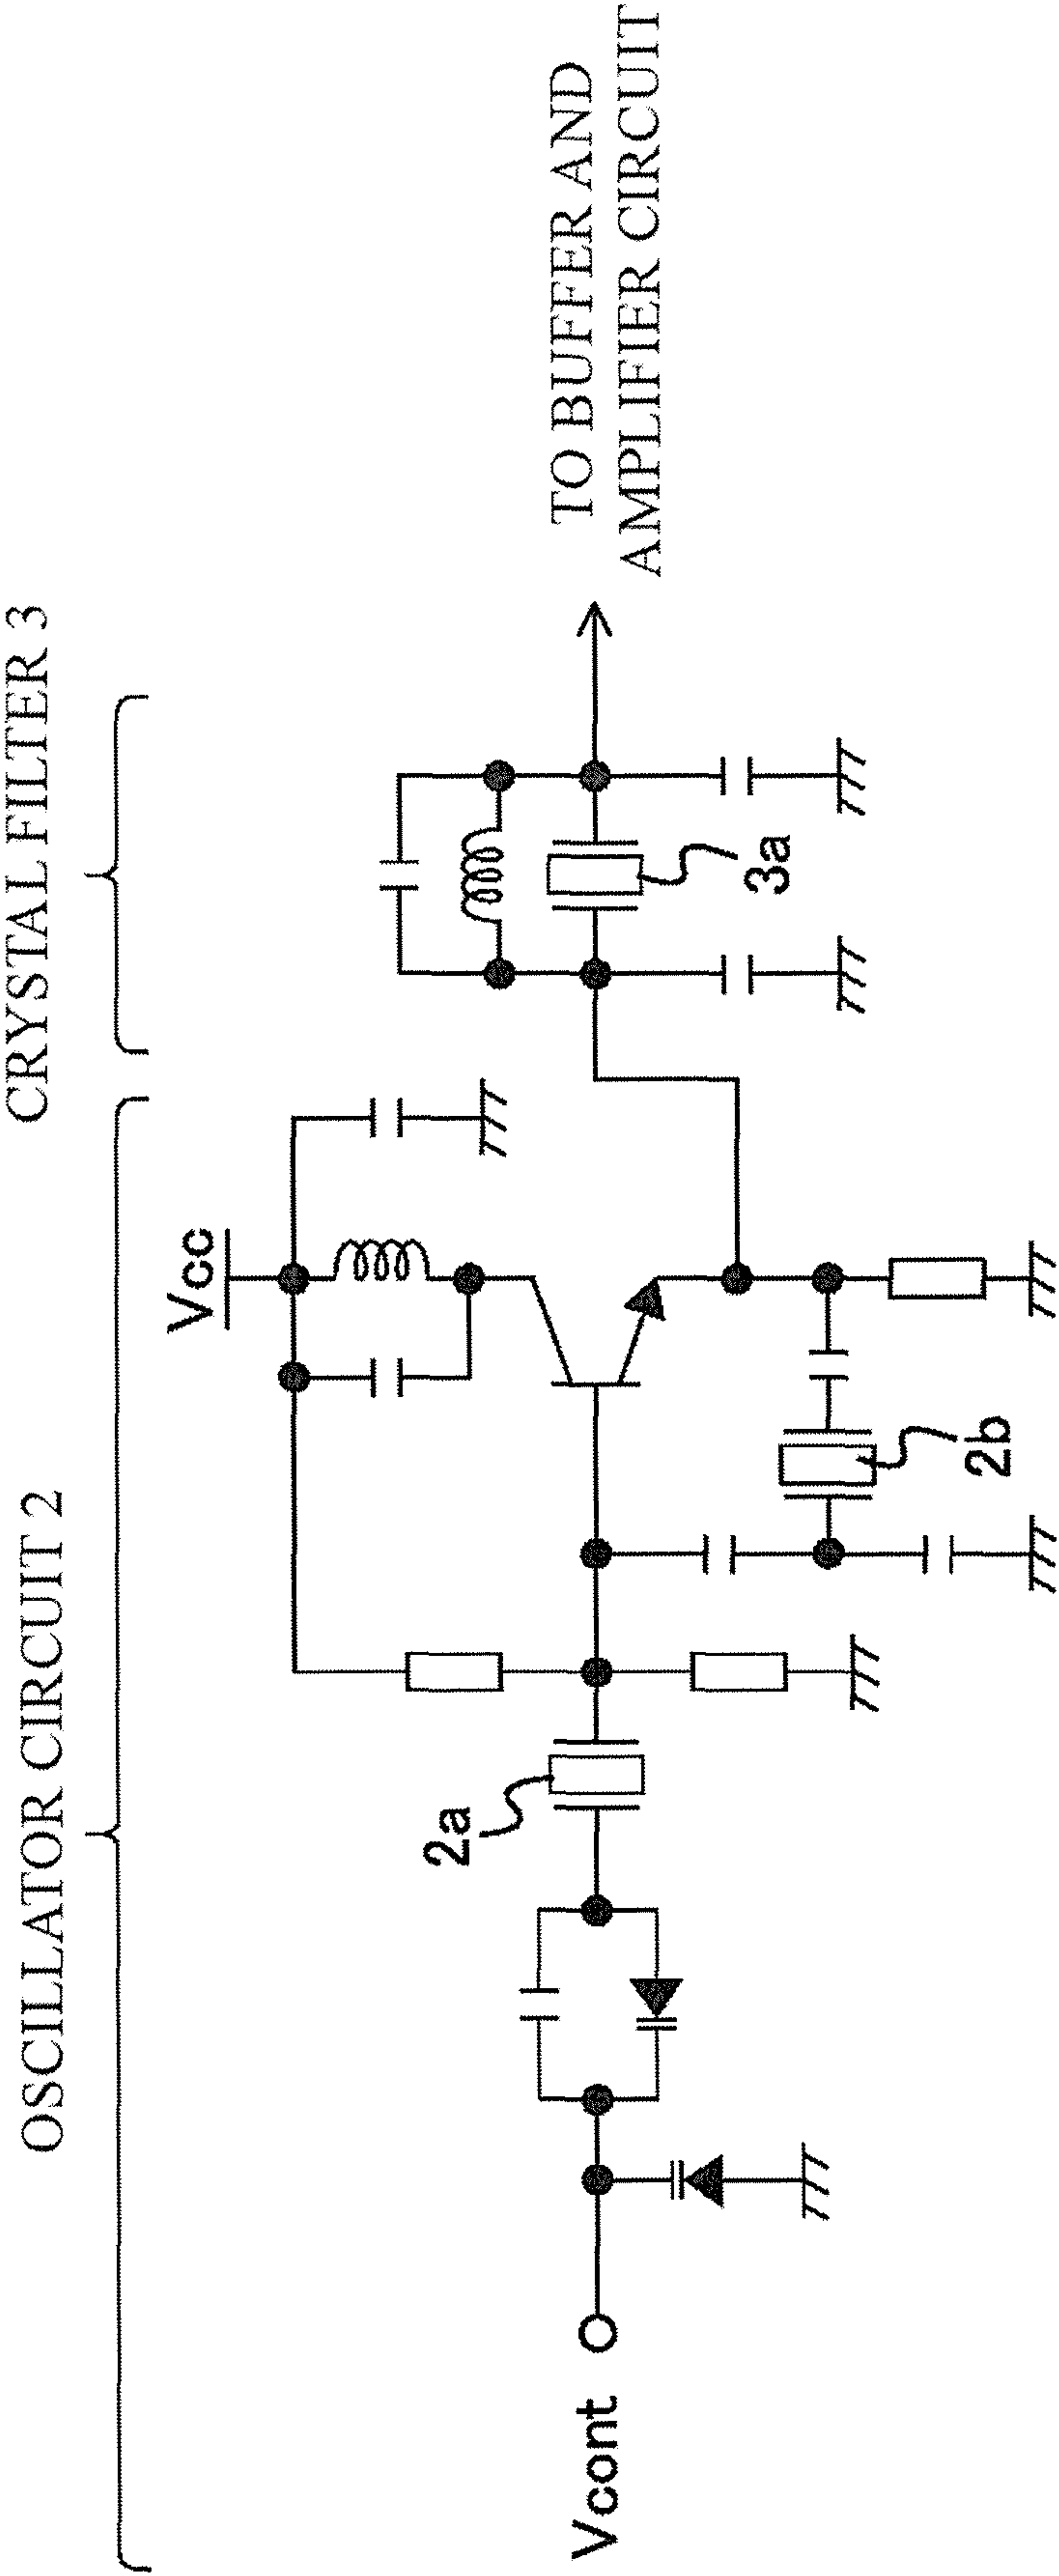 OSCILLATOR CIRCUIT 2
CRYSTAL FILTER 3
Vcc
2a
3a
TO BUFFER AND
AMPLIFIER CIRCUIT
Vcont
2b